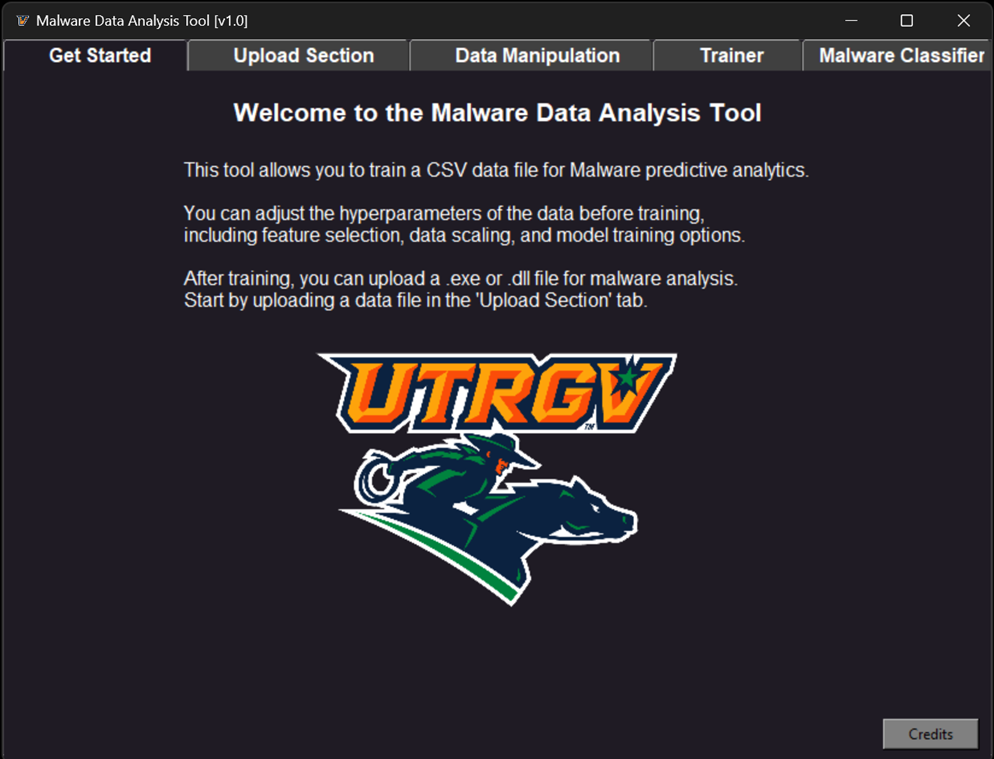 Malware Data Analysis Tool [v1.0]
Get Started
Upload Section
Data Manipulation
Trainer
Malware Classifier
Welcome to the Malware Data Analysis Tool
This tool allows you to train a CSV data file for Malware predictive analytics.
You can adjust the hyperparameters of the data before training,
including feature selection, data scaling, and model training options.
After training, you can upload a .exe or .dll file for malware analysis.
Start by uploading a data file in the 'Upload Section' tab.
UTRGV
TM
Credits